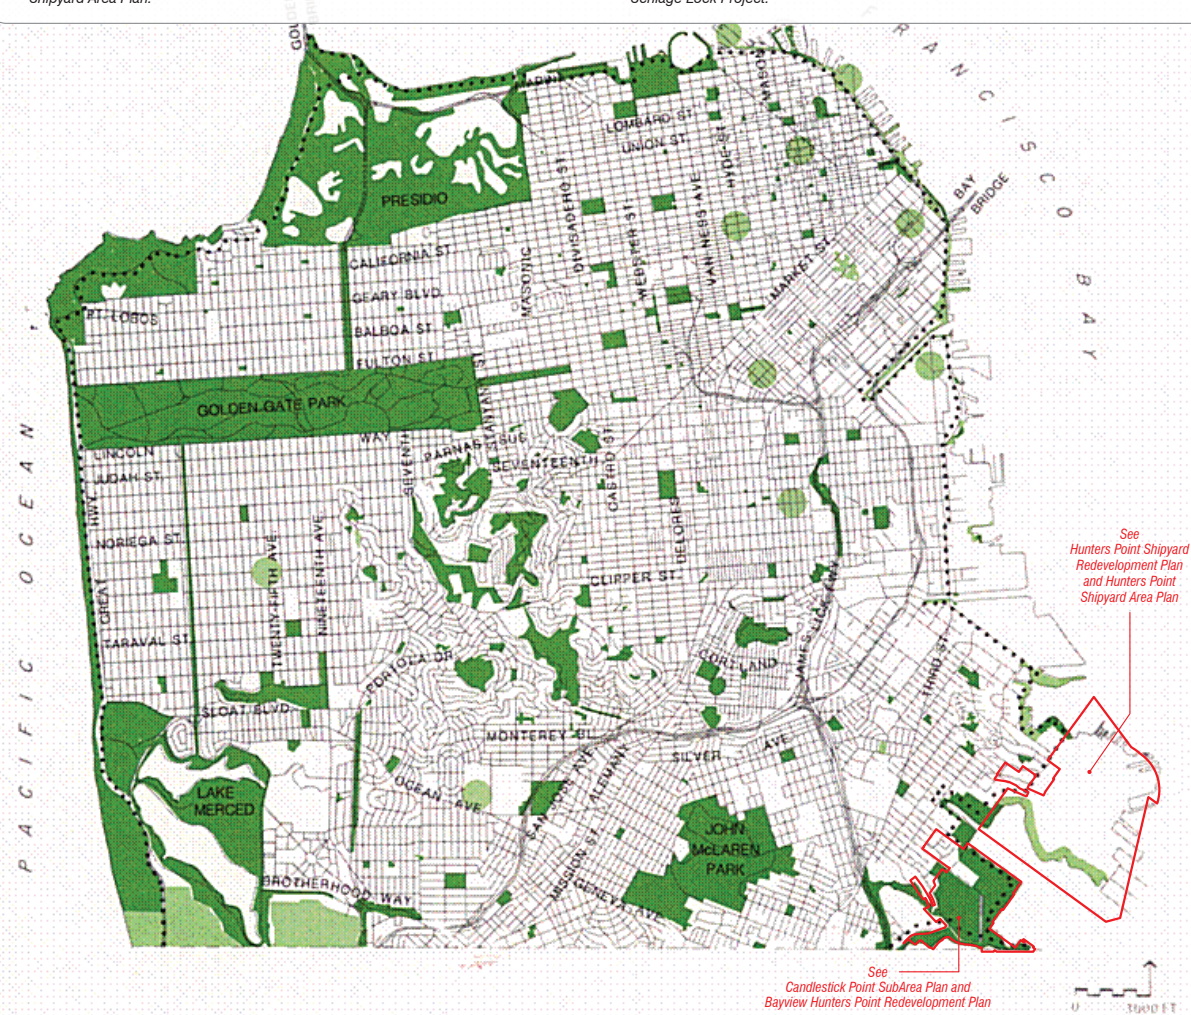 Shipyard Area Plan.
Schlage Lock Project.
FRANCISCO BAY
MARINA
MASON
LOMBARD ST.
UNION ST.
HYDE ST.
BAY
BRIDGE
PRESIDIO
DIVISADERO ST.
WEBSTER ST.
VAN NESS AVE
MARKET ST.
CALIFORNIA ST.
MASONIC
GEARY BLVD.
PT. LOBOS
BALBOA ST.
FULTON ST.
GOLDEN GATE PARK
STANYAN ST.
PACIFIC OCEAN
LINCOLN
WAY
PARNASSUS
SEVENTH
SEVENTEENTH
CASTRO ST.
JUDAH ST.
GREAT HWY
NORIEGA ST.
TWENTY-FIFTH AVE.
NINETEENTH AVE.
DELORES
CLIPPER ST.
See
Hunters Point Shipyard
Redevelopment Plan
and Hunters Point
Shipyard Area Plan
TARAVAL ST.
PORTOLA DR.
CORTLAND
JAMES LICK FWY
THIRD ST.
SLOAT BLVD.
MONTEREY BL.
SILVER AVE
OCEAN AVE
SAN JOSE AVE
ALEMANY
LAKE
MERCED
JOHN
McLAREN
PARK
MISSION ST.
GENEVA AVE.
BROTHERHOOD WAY
See
Candlestick Point SubArea Plan and
Bayview Hunters Point Redevelopment Plan
0 3000 FT